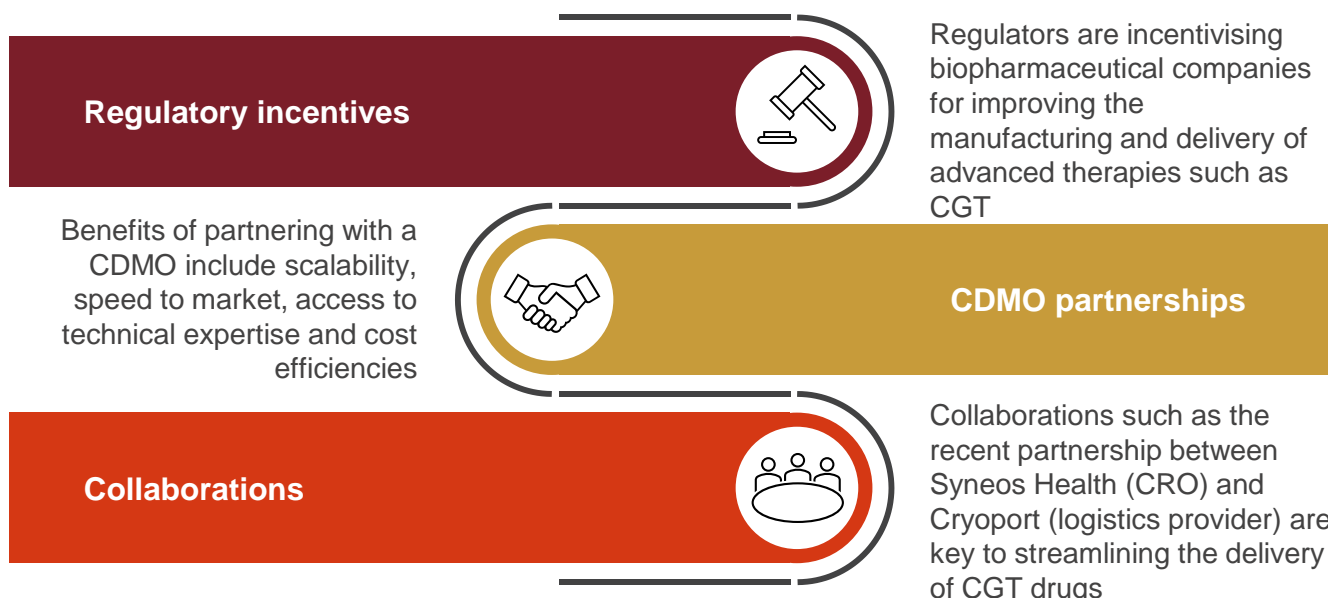 Regulatory incentives
Regulators are incentivising
biopharmaceutical companies
for improving the
manufacturing and delivery of
advanced therapies such as
CGT
Benefits of partnering with a
CDMO include scalability,
speed to market, access to
technical expertise and cost
efficiencies
CDMO partnerships
Collaborations
Collaborations such as the
recent partnership between
Syneos Health (CRO) and
Cryoport (logistics provider) are
key to streamlining the delivery
of CGT drugs